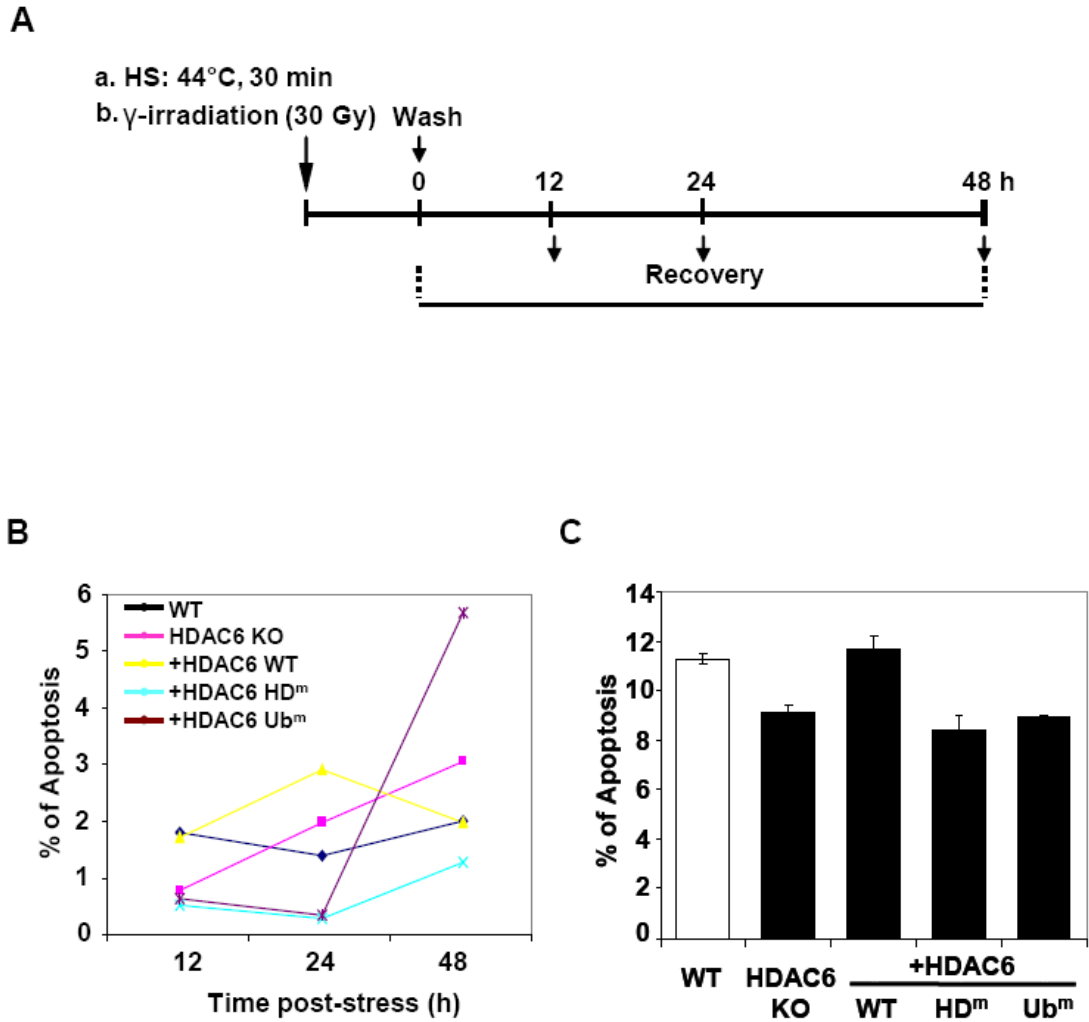 A
a. HS: 44°C, 30 min
b. γ-irradiation (30 Gy) Wash
0 12 24 48 h
Recovery
B
6
5
4
3
2
1
0
% of Apoptosis
WT
HDAC6 KO
+HDAC6 WT
+HDAC6 HDᵐ
+HDAC6 Ubᵐ
12 24 48
Time post-stress (h)
C
14
12
10
8
6
4
2
0
% of Apoptosis
WT HDAC6 KO
+HDAC6
WT HDᵐ Ubᵐ